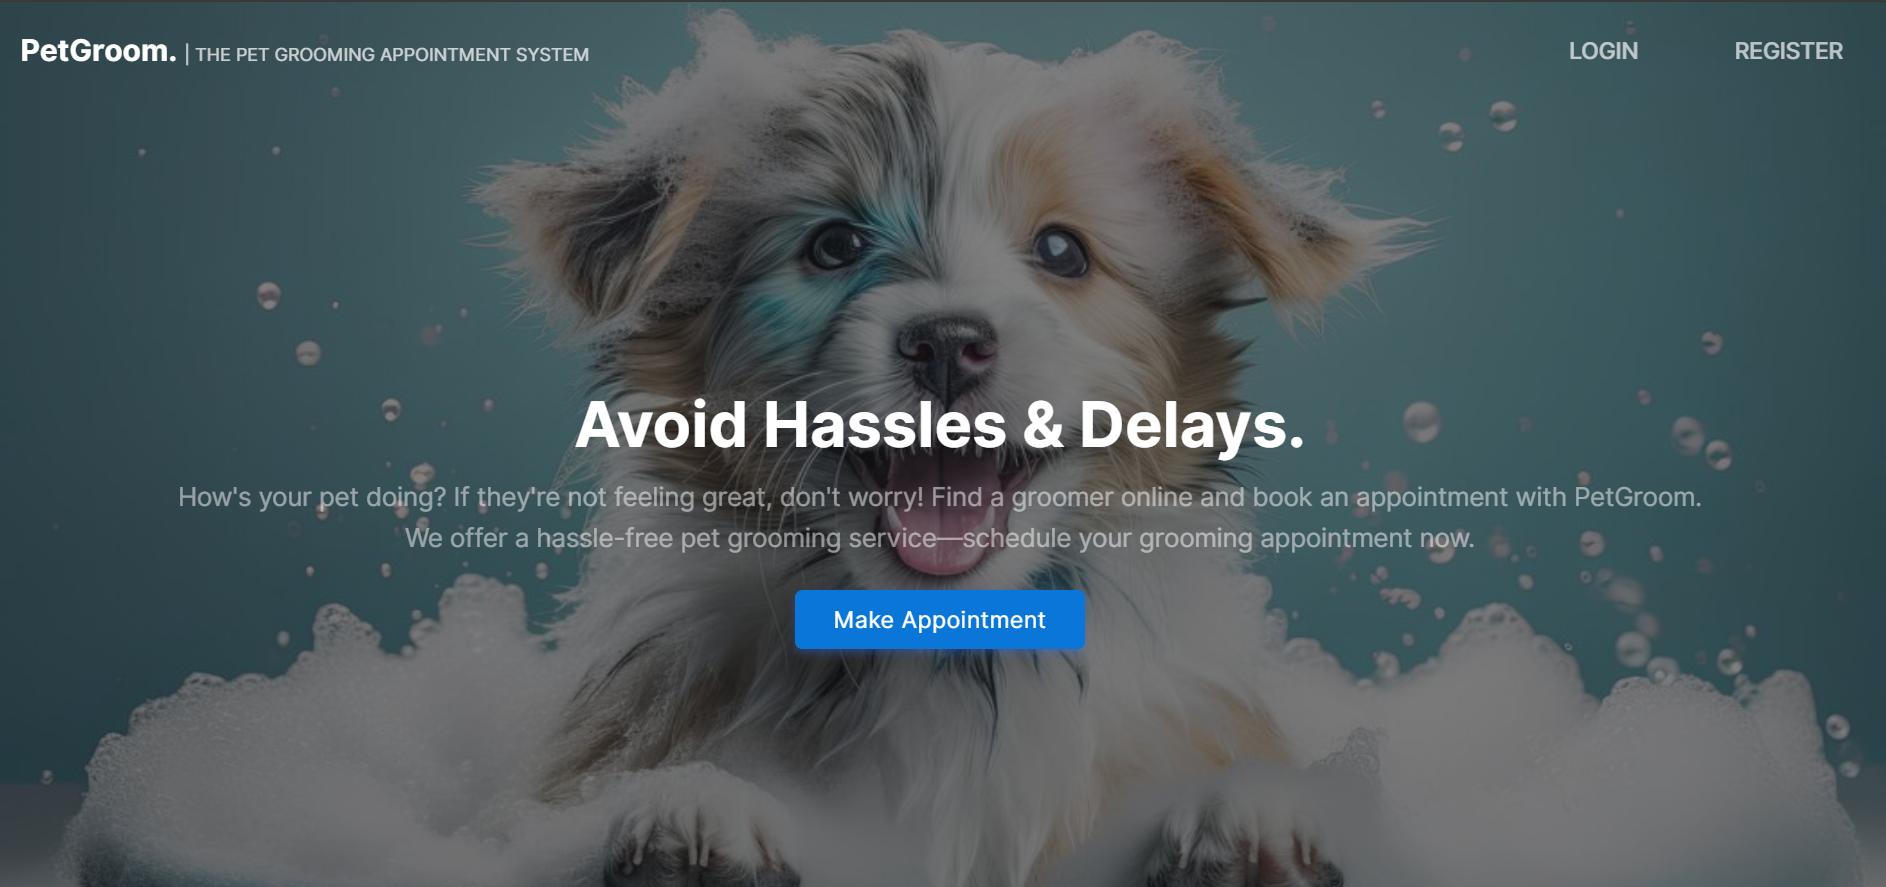 PetGroom. | THE PET GROOMING APPOINTMENT SYSTEM
LOGIN
REGISTER
Avoid Hassles & Delays.
How's your pet doing? If they're not feeling great, don't worry! Find a groomer online and book an appointment with PetGroom.
We offer a hassle-free pet grooming service—schedule your grooming appointment now.
Make Appointment